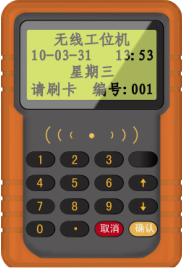 无线工位机
10-03-31 13:53
星期三
请刷卡 编号:001
1 2 3
4 5 6 ↑
7 8 9 ↓
0 · 取消 确认